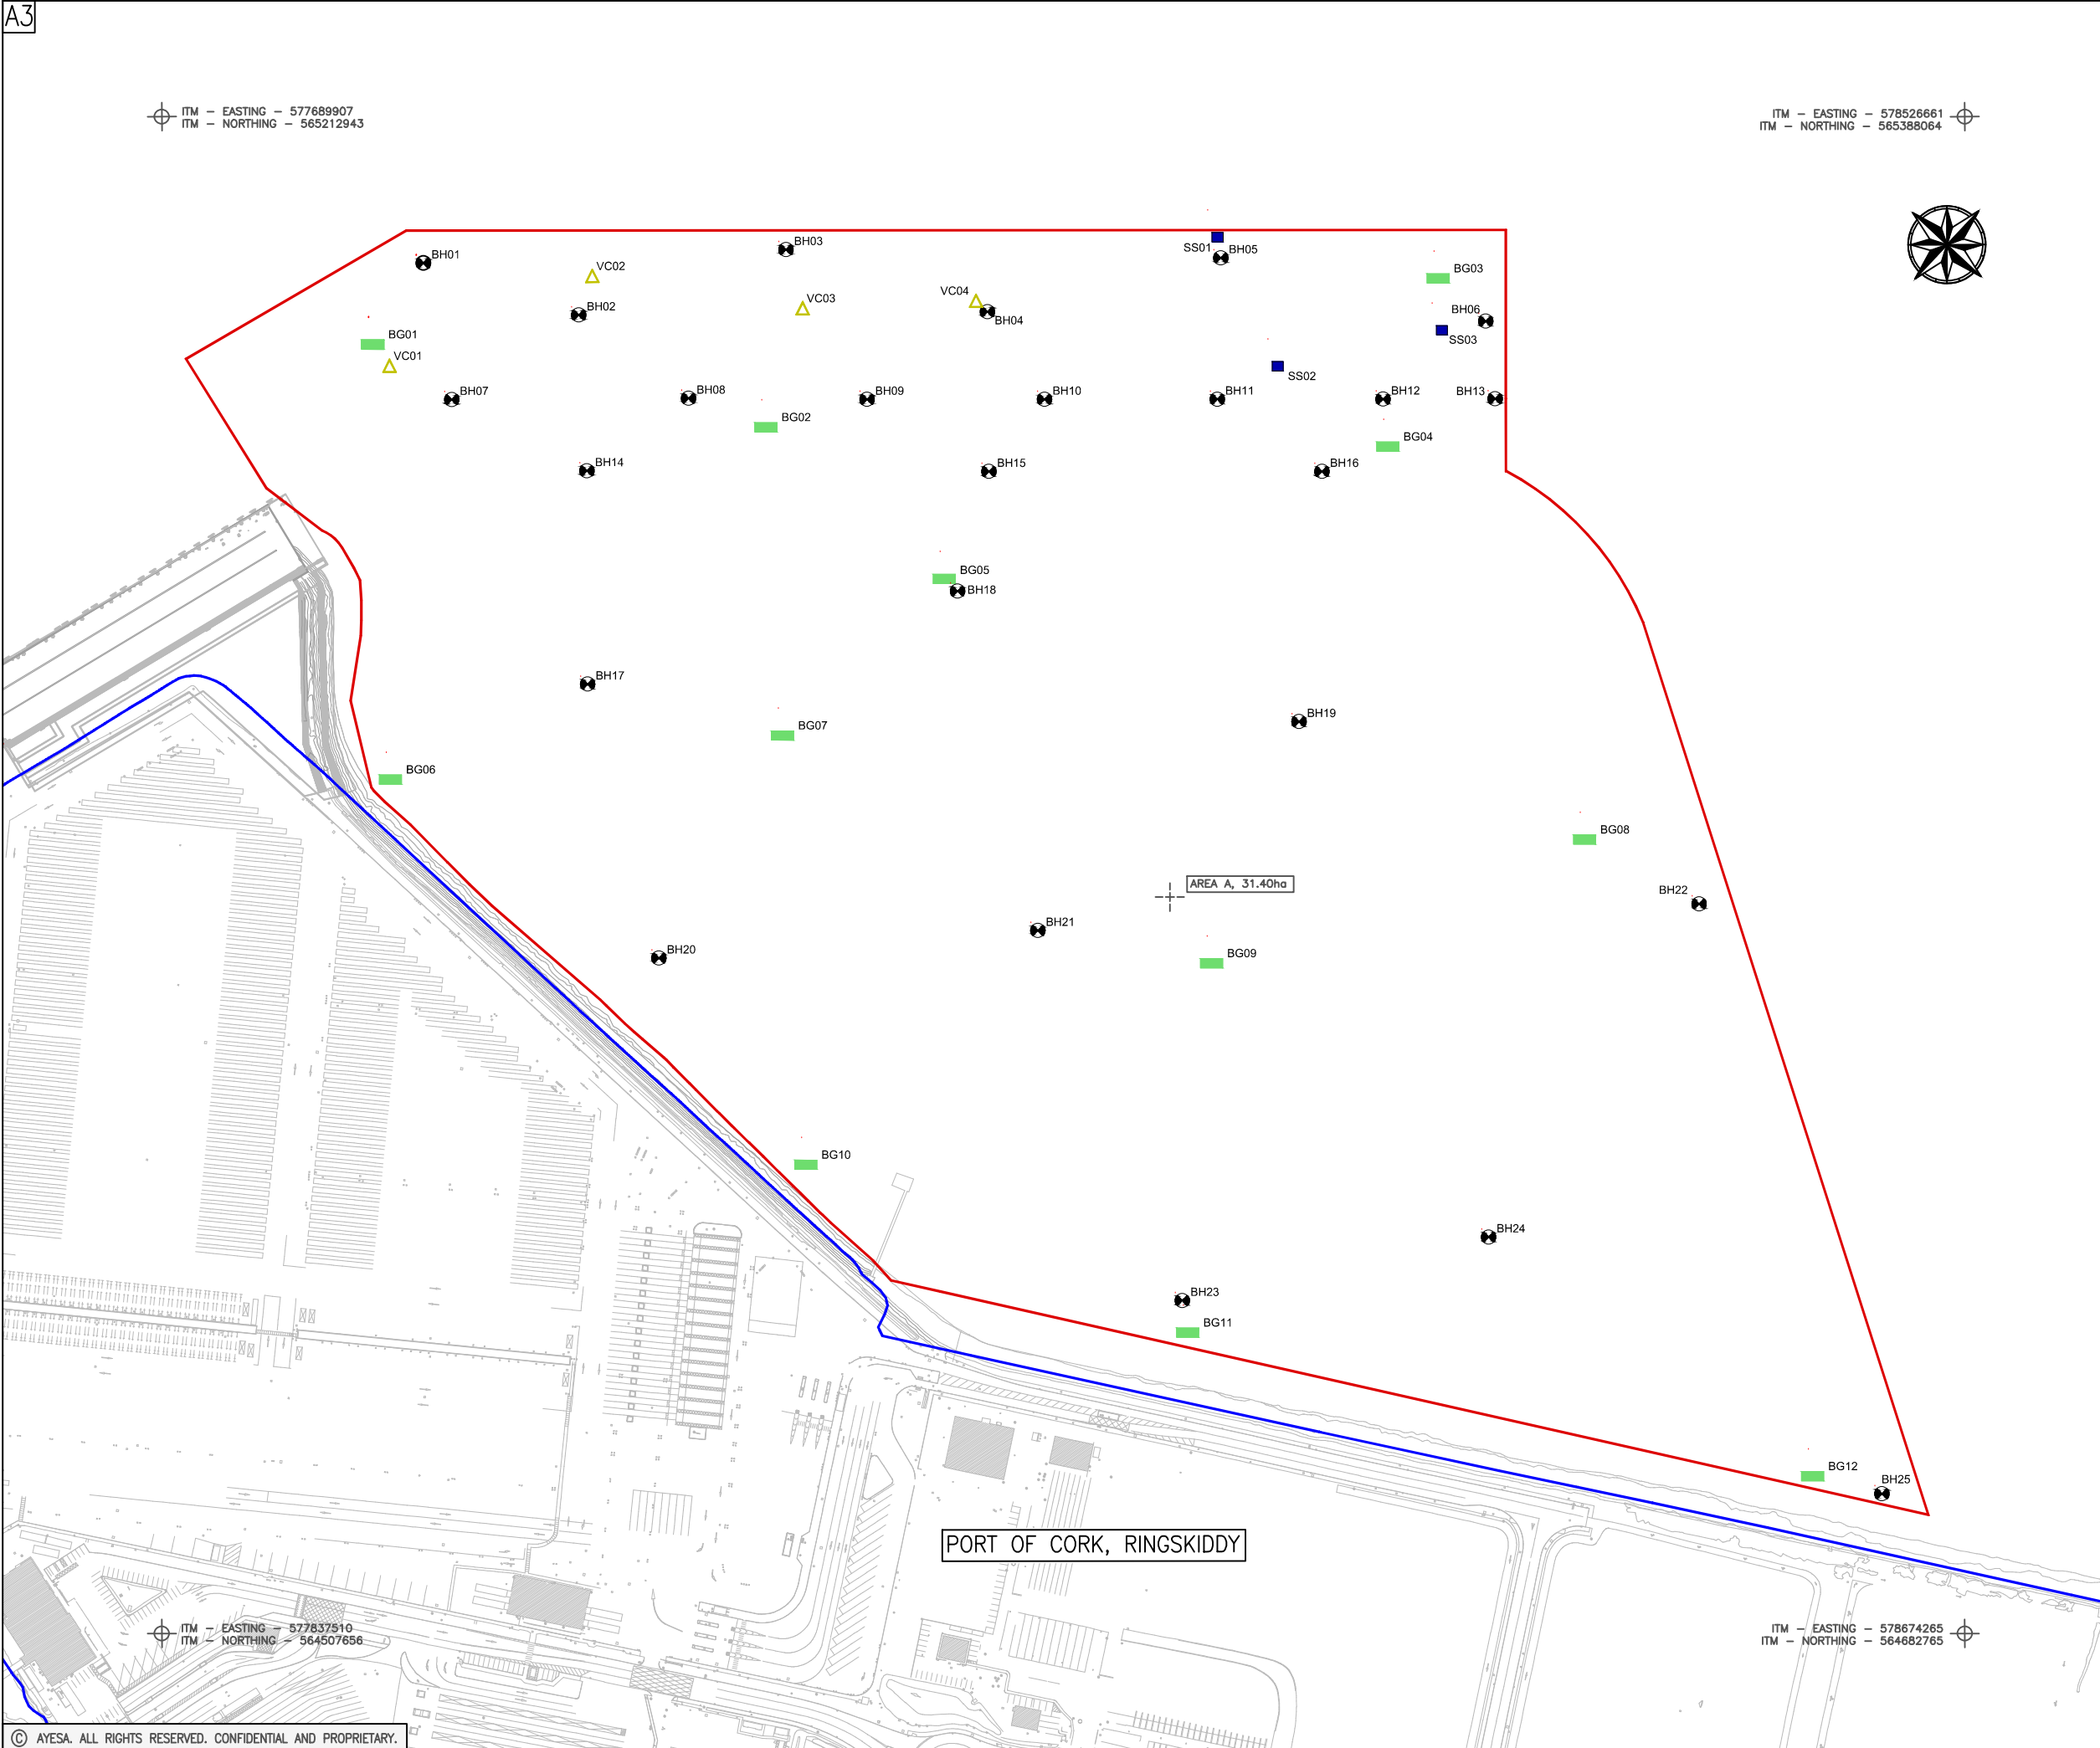 A3
ITM - EASTING - 577689907
ITM - NORTHING - 565212943
ITM - EASTING - 578526661
ITM - NORTHING - 565388064
BH01
BH03
SS01
BH05
VC02
BG03
BH02
VC03
VC04
BH04
BH06
SS03
BG01
VC01
SS02
BH07
BH08
BH09
BH10
BH11
BH12
BH13
BG02
BG04
BH14
BH15
BH16
BG05
BH18
BH17
BH19
BG07
BG06
BG08
AREA A, 31.40ha
BH22
BH21
BH20
BG09
BG10
BH24
BH23
BG11
BG12
BH25
PORT OF CORK, RINGSKIDDY
ITM - EASTING - 577837510
ITM - NORTHING - 564507656
ITM - EASTING - 578674265
ITM - NORTHING - 564682765
© AYESA. ALL RIGHTS RESERVED. CONFIDENTIAL AND PROPRIETARY.